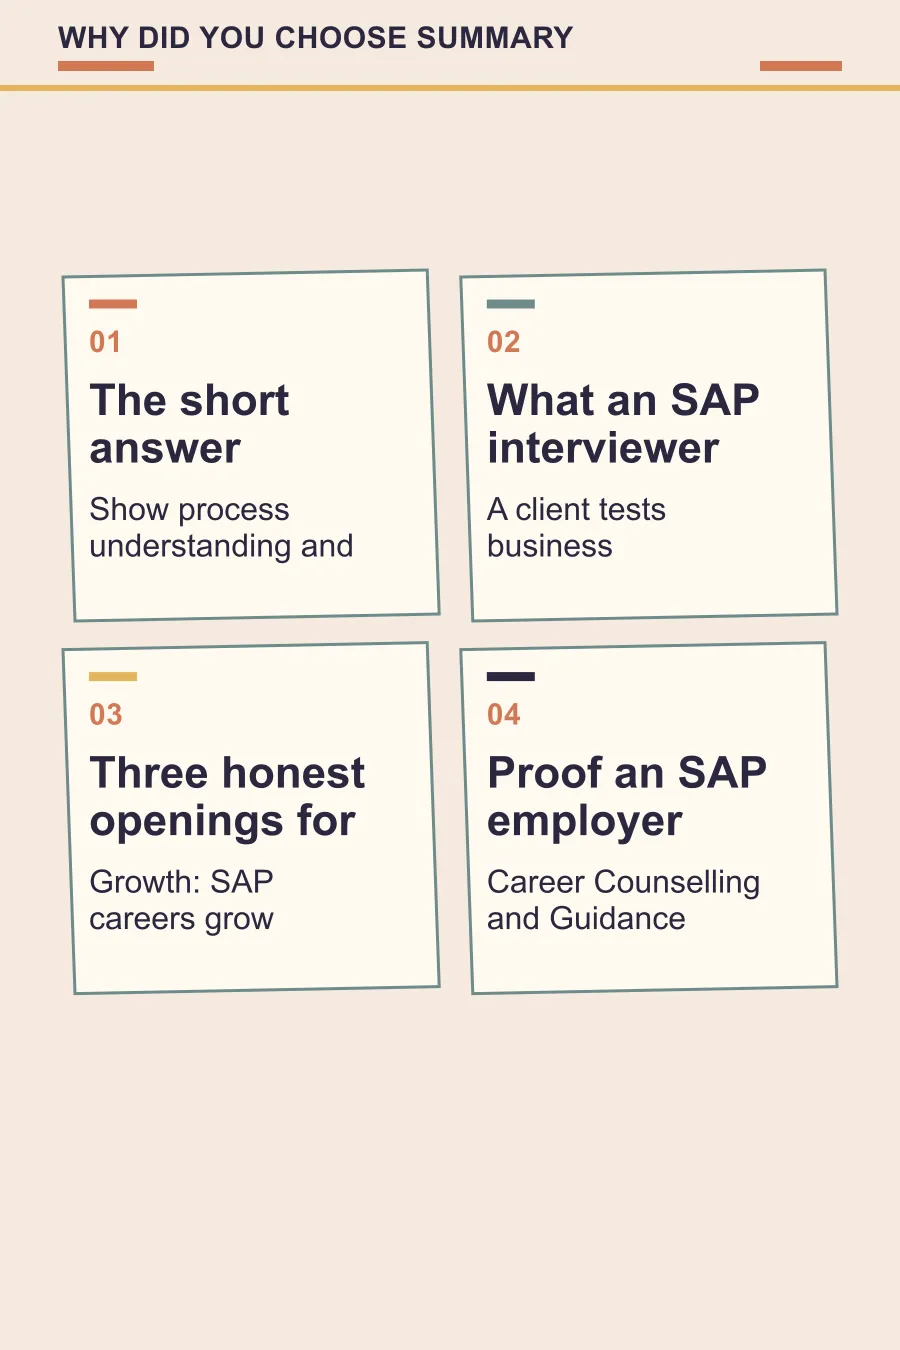 WHY DID YOU CHOOSE SUMMARY
01
The short
answer
Show process
understanding and
02
What an SAP
interviewer
A client tests
business
03
Three honest
openings for
Growth: SAP
careers grow
04
Proof an SAP
employer
Career Counselling
and Guidance